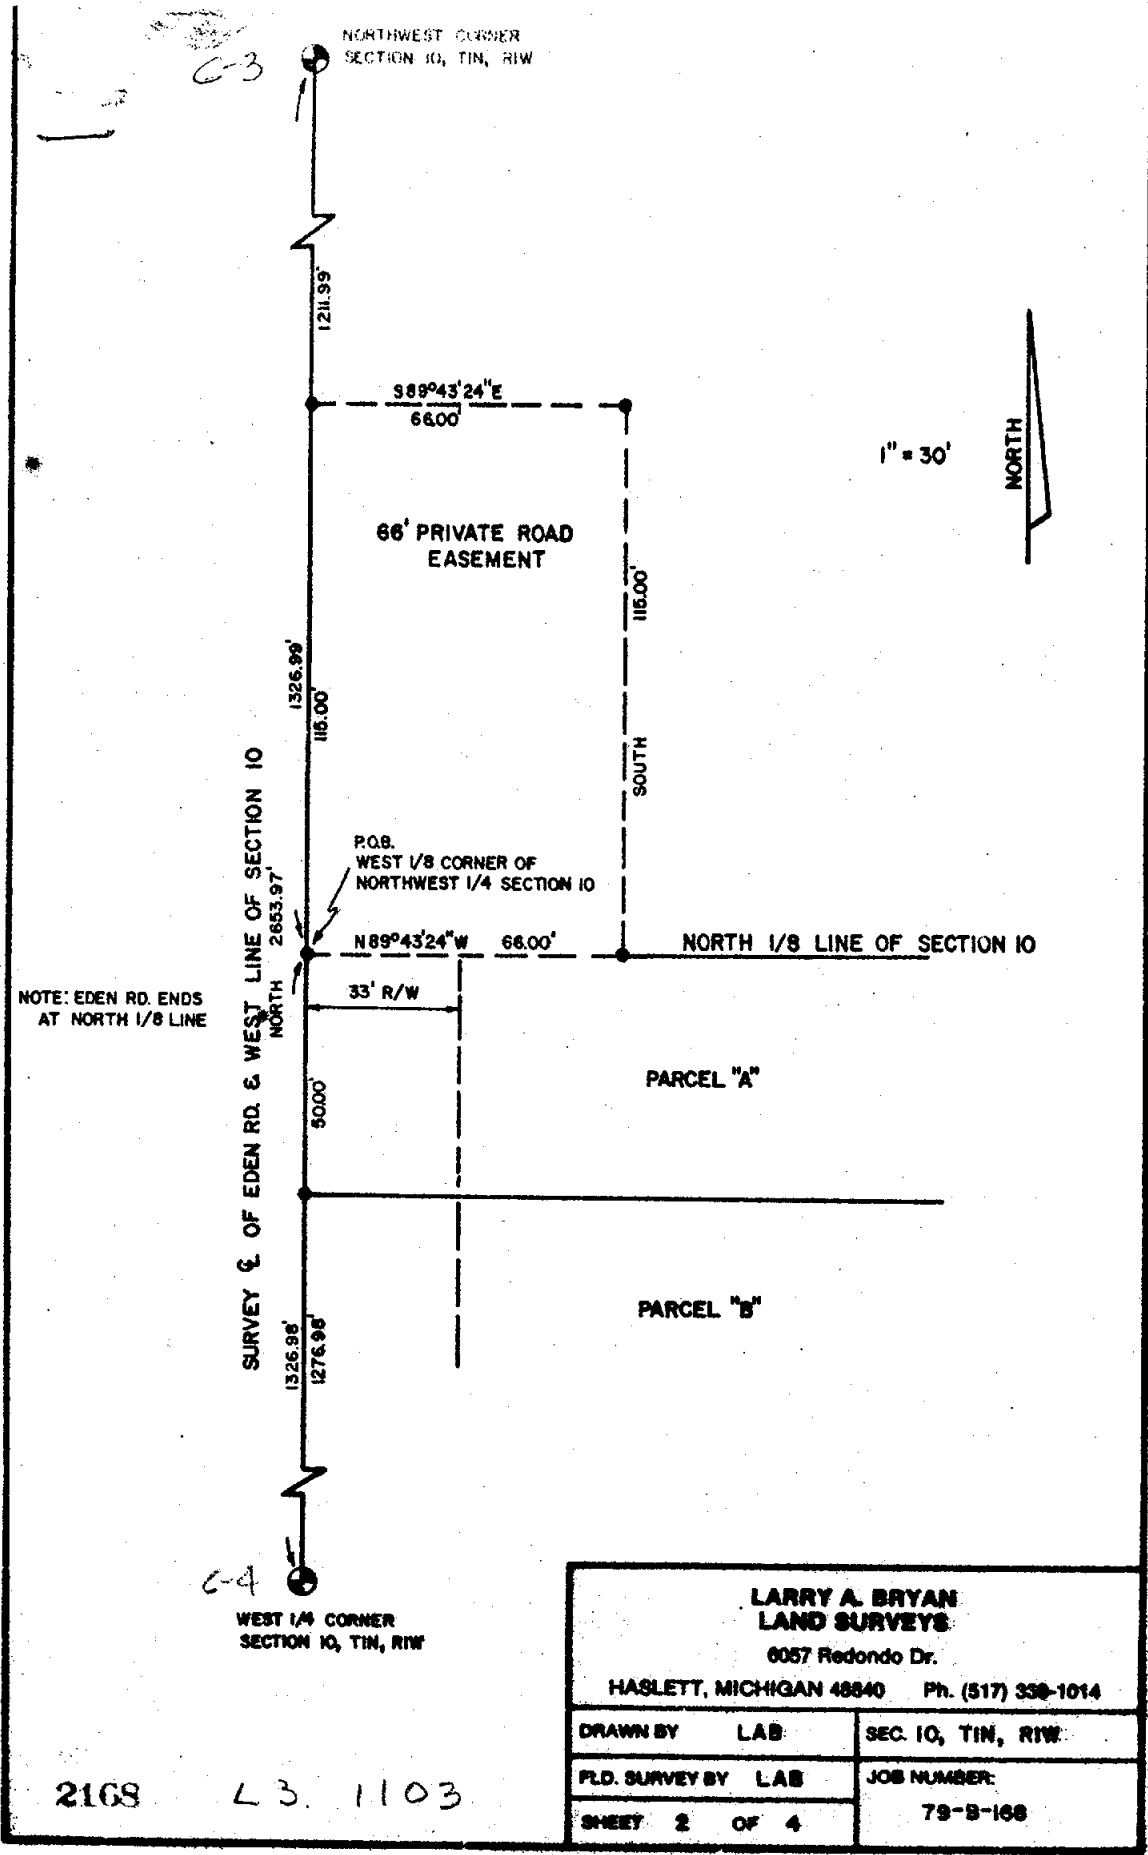 NORTHWEST CORNER
SECTION 10, T1N, R1W
C-3
1211.99'
S89°43'24"E
66.00'
1" = 30'
NORTH
66' PRIVATE ROAD
EASEMENT
115.00'
SOUTH
1326.99'
115.00'
SURVEY ℄ OF EDEN RD. & WEST LINE OF SECTION 10
NORTH 2653.97'
P.O.B.
WEST 1/8 CORNER OF
NORTHWEST 1/4 SECTION 10
N89°43'24"W 66.00'
NORTH 1/8 LINE OF SECTION 10
NOTE: EDEN RD. ENDS
AT NORTH 1/8 LINE
33' R/W
50.00'
PARCEL "A"
PARCEL "B"
1326.98'
1276.98'
C-4
WEST 1/4 CORNER
SECTION 10, T1N, R1W
LARRY A. BRYAN
LAND SURVEYS
6057 Redondo Dr.
HASLETT, MICHIGAN 48840 Ph. (517) 339-1014
DRAWN BY LAB
SEC. 10, T1N, R1W
FLD. SURVEY BY LAB
JOB NUMBER:
79-B-168
SHEET 2 OF 4
2168
L3. 1103